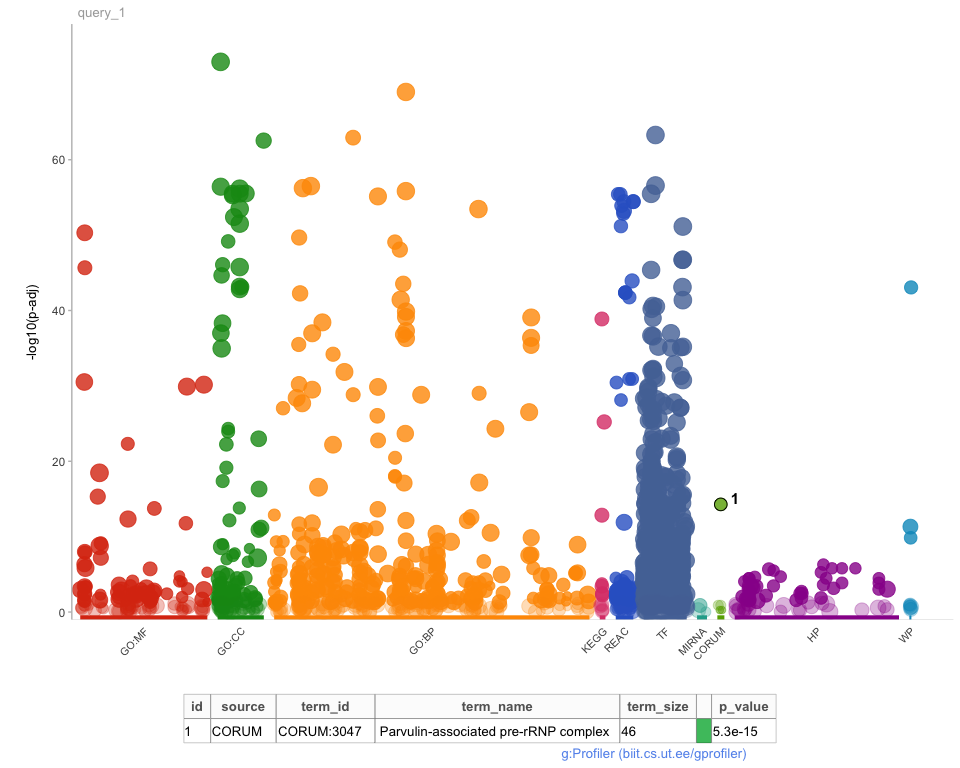 query_1
60
40
20
0
-log10(p-adj)
1
GO:MF
GO:CC
GO:BP
KEGG
REAC
TF
MIRNA
CORUM
HP
WP
id source term_id term_name term_size p_value
1 CORUM CORUM:3047 Parvulin-associated pre-rRNP complex 46 5.3e-15
g:Profiler (biit.cs.ut.ee/gprofiler)